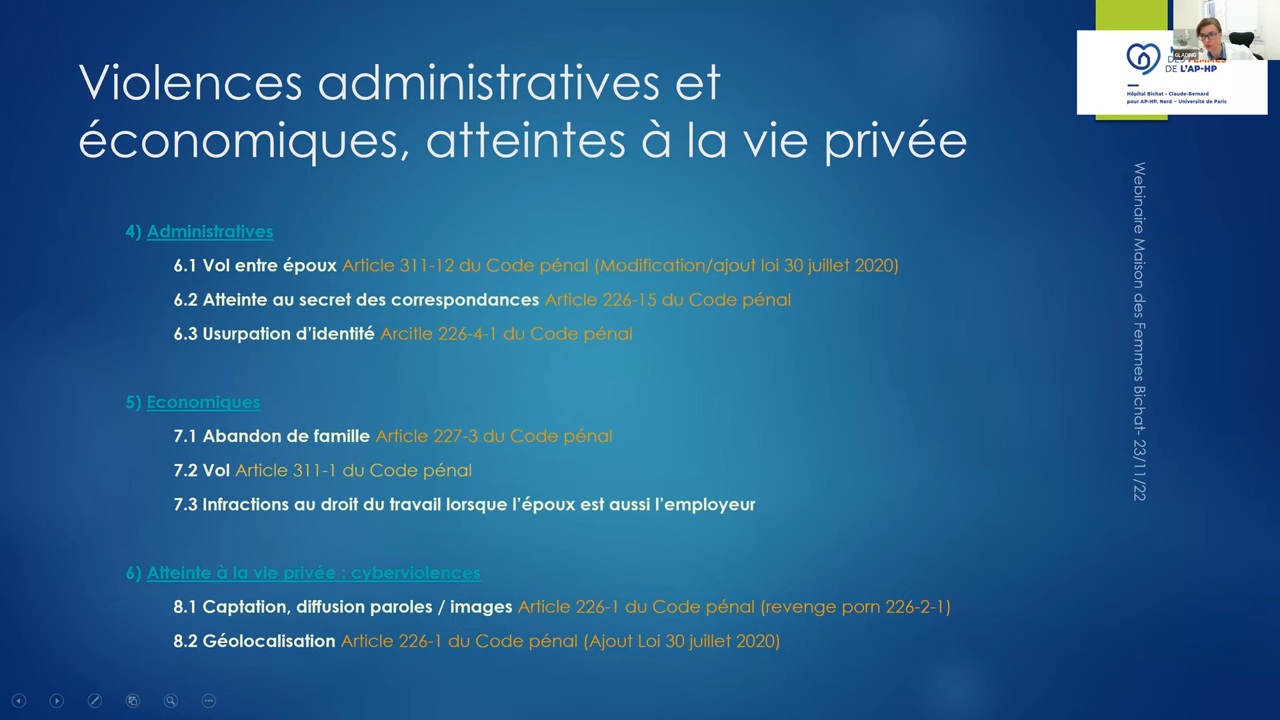 Violences administratives et
économiques, atteintes à la vie privée
4) Administratives
6.1 Vol entre époux Article 311-12 du Code pénal (Modification/ajout loi 30 juillet 2020)
6.2 Atteinte au secret des correspondances Article 226-15 du Code pénal
6.3 Usurpation d'identité Arcitle 226-4-1 du Code pénal
5) Economiques
7.1 Abandon de famille Article 227-3 du Code pénal
7.2 Vol Article 311-1 du Code pénal
7.3 Infractions au droit du travail lorsque l'époux est aussi l'employeur
6) Atteinte à la vie privée : cyberviolences
8.1 Captation, diffusion paroles / images Article 226-1 du Code pénal (revenge porn 226-2-1)
8.2 Géolocalisation Article 226-1 du Code pénal (Ajout Loi 30 juillet 2020)
DE L'AP-HP
Hôpital Bichat - Claude-Bernard
pour AP-HP. Nord - Université de Paris
Webinaire Maison des Femmes Bichat- 23/11/22